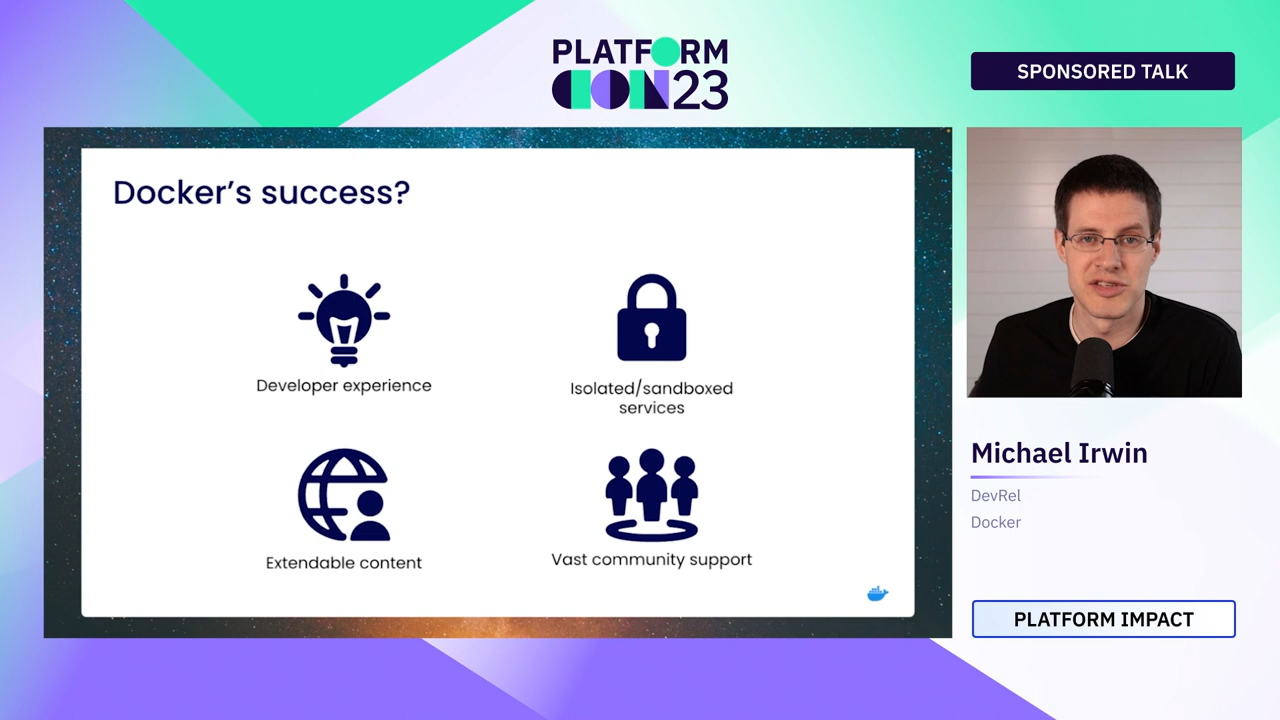 PLATFORM
CON23
SPONSORED TALK
Docker's success?
Developer experience
Isolated/sandboxed
services
Extendable content
Vast community support
Michael Irwin
DevRel
Docker
PLATFORM IMPACT